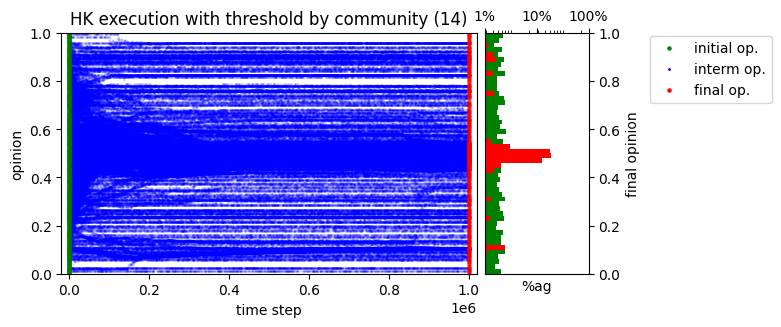 HK execution with threshold by community (14)
1% 10% 100%
initial op.
interm op.
final op.
opinion
1.0
0.8
0.6
0.4
0.2
0.0
0.0 0.2 0.4 0.6 0.8 1.0
1e6
time step
1.0
0.8
0.6
0.4
0.2
0.0
final opinion
%ag